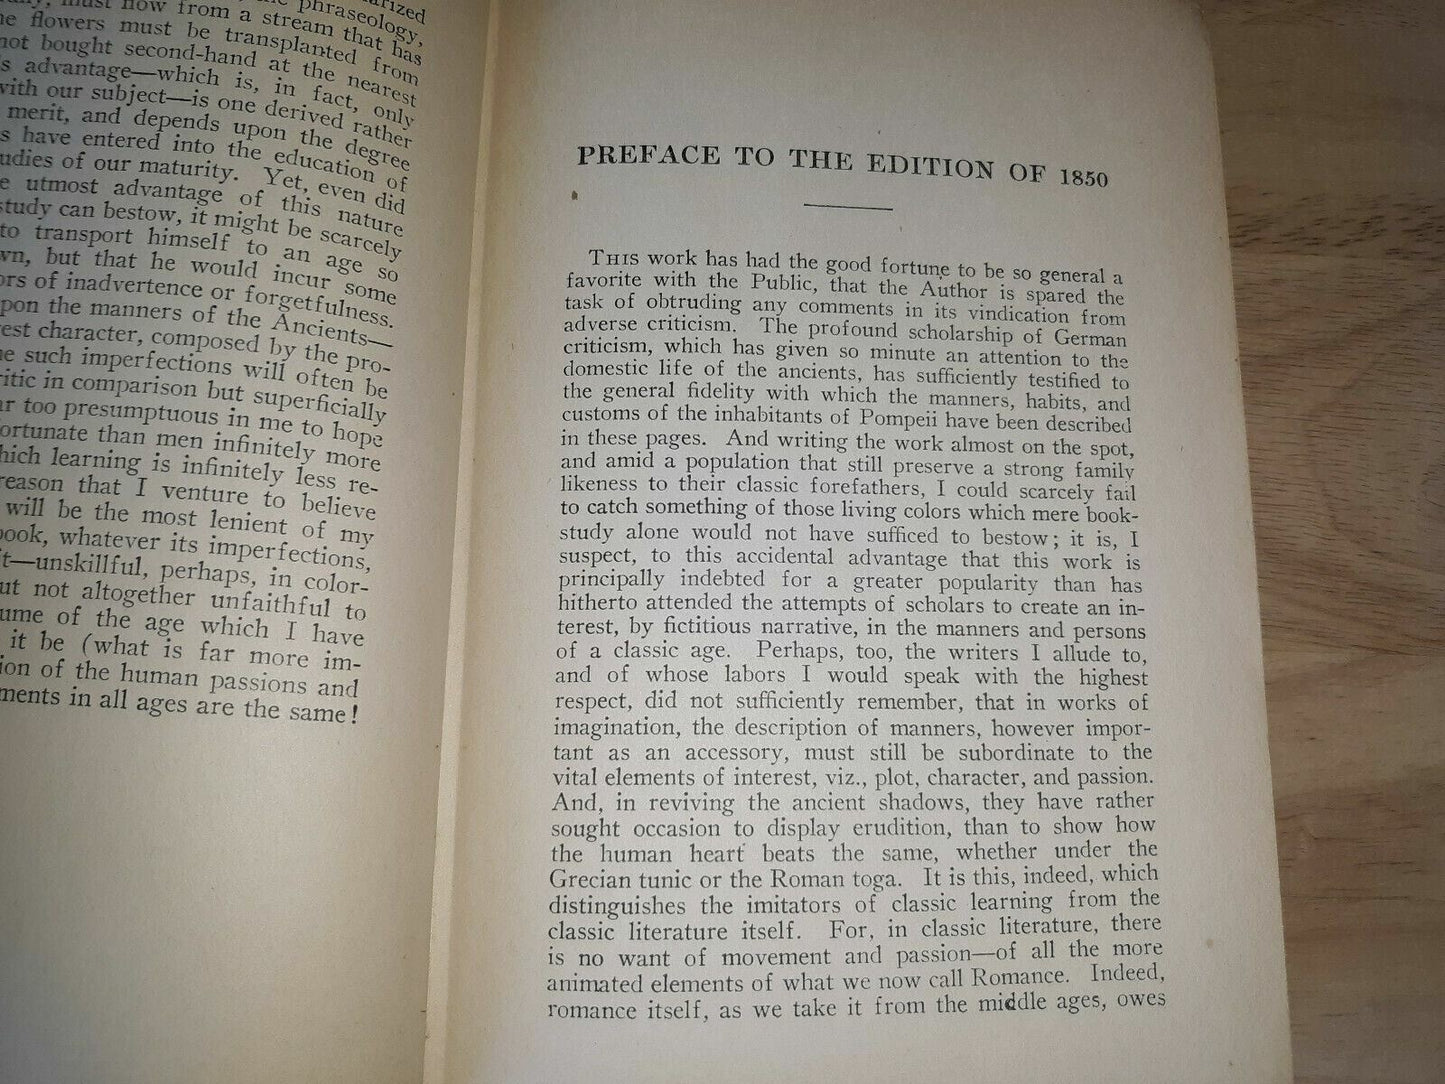 phraseology,
must flow from a stream that has
flowers must be transplanted from
not bought second-hand at the nearest
advantage—which is, in fact, only
with our subject—is one derived rather
merit, and depends upon the degree
have entered into the education of
of our maturity. Yet, even did
utmost advantage of this nature
study can bestow, it might be scarcely
to transport himself to an age so
but that he would incur some
of inadvertence or forgetfulness.
upon the manners of the Ancients—
character, composed by the pro-
such imperfections will often be
in comparison but superficially
too presumptuous in me to hope
than men infinitely more
which learning is infinitely less re-
reason that I venture to believe
will be the most lenient of my
book, whatever its imperfections,
—unskillful, perhaps, in color-
not altogether unfaithful to
of the age which I have
it be (what is far more im-
of the human passions and
in all ages are the same!
PREFACE TO THE EDITION OF 1850
THIS work has had the good fortune to be so general a
favorite with the Public, that the Author is spared the
task of obtruding any comments in its vindication from
adverse criticism. The profound scholarship of German
criticism, which has given so minute an attention to the
domestic life of the ancients, has sufficiently testified to
the general fidelity with which the manners, habits, and
customs of the inhabitants of Pompeii have been described
in these pages. And writing the work almost on the spot,
and amid a population that still preserve a strong family
likeness to their classic forefathers, I could scarcely fail
to catch something of those living colors which mere book-
study alone would not have sufficed to bestow; it is, I
suspect, to this accidental advantage that this work is
principally indebted for a greater popularity than has
hitherto attended the attempts of scholars to create an in-
terest, by fictitious narrative, in the manners and persons
of a classic age. Perhaps, too, the writers I allude to,
and of whose labors I would speak with the highest
respect, did not sufficiently remember, that in works of
imagination, the description of manners, however impor-
tant as an accessory, must still be subordinate to the
vital elements of interest, viz., plot, character, and passion.
And, in reviving the ancient shadows, they have rather
sought occasion to display erudition, than to show how
the human heart beats the same, whether under the
Grecian tunic or the Roman toga. It is this, indeed, which
distinguishes the imitators of classic learning from the
classic literature itself. For, in classic literature, there
is no want of movement and passion—of all the more
animated elements of what we now call Romance. Indeed,
romance itself, as we take it from the middle ages, owes